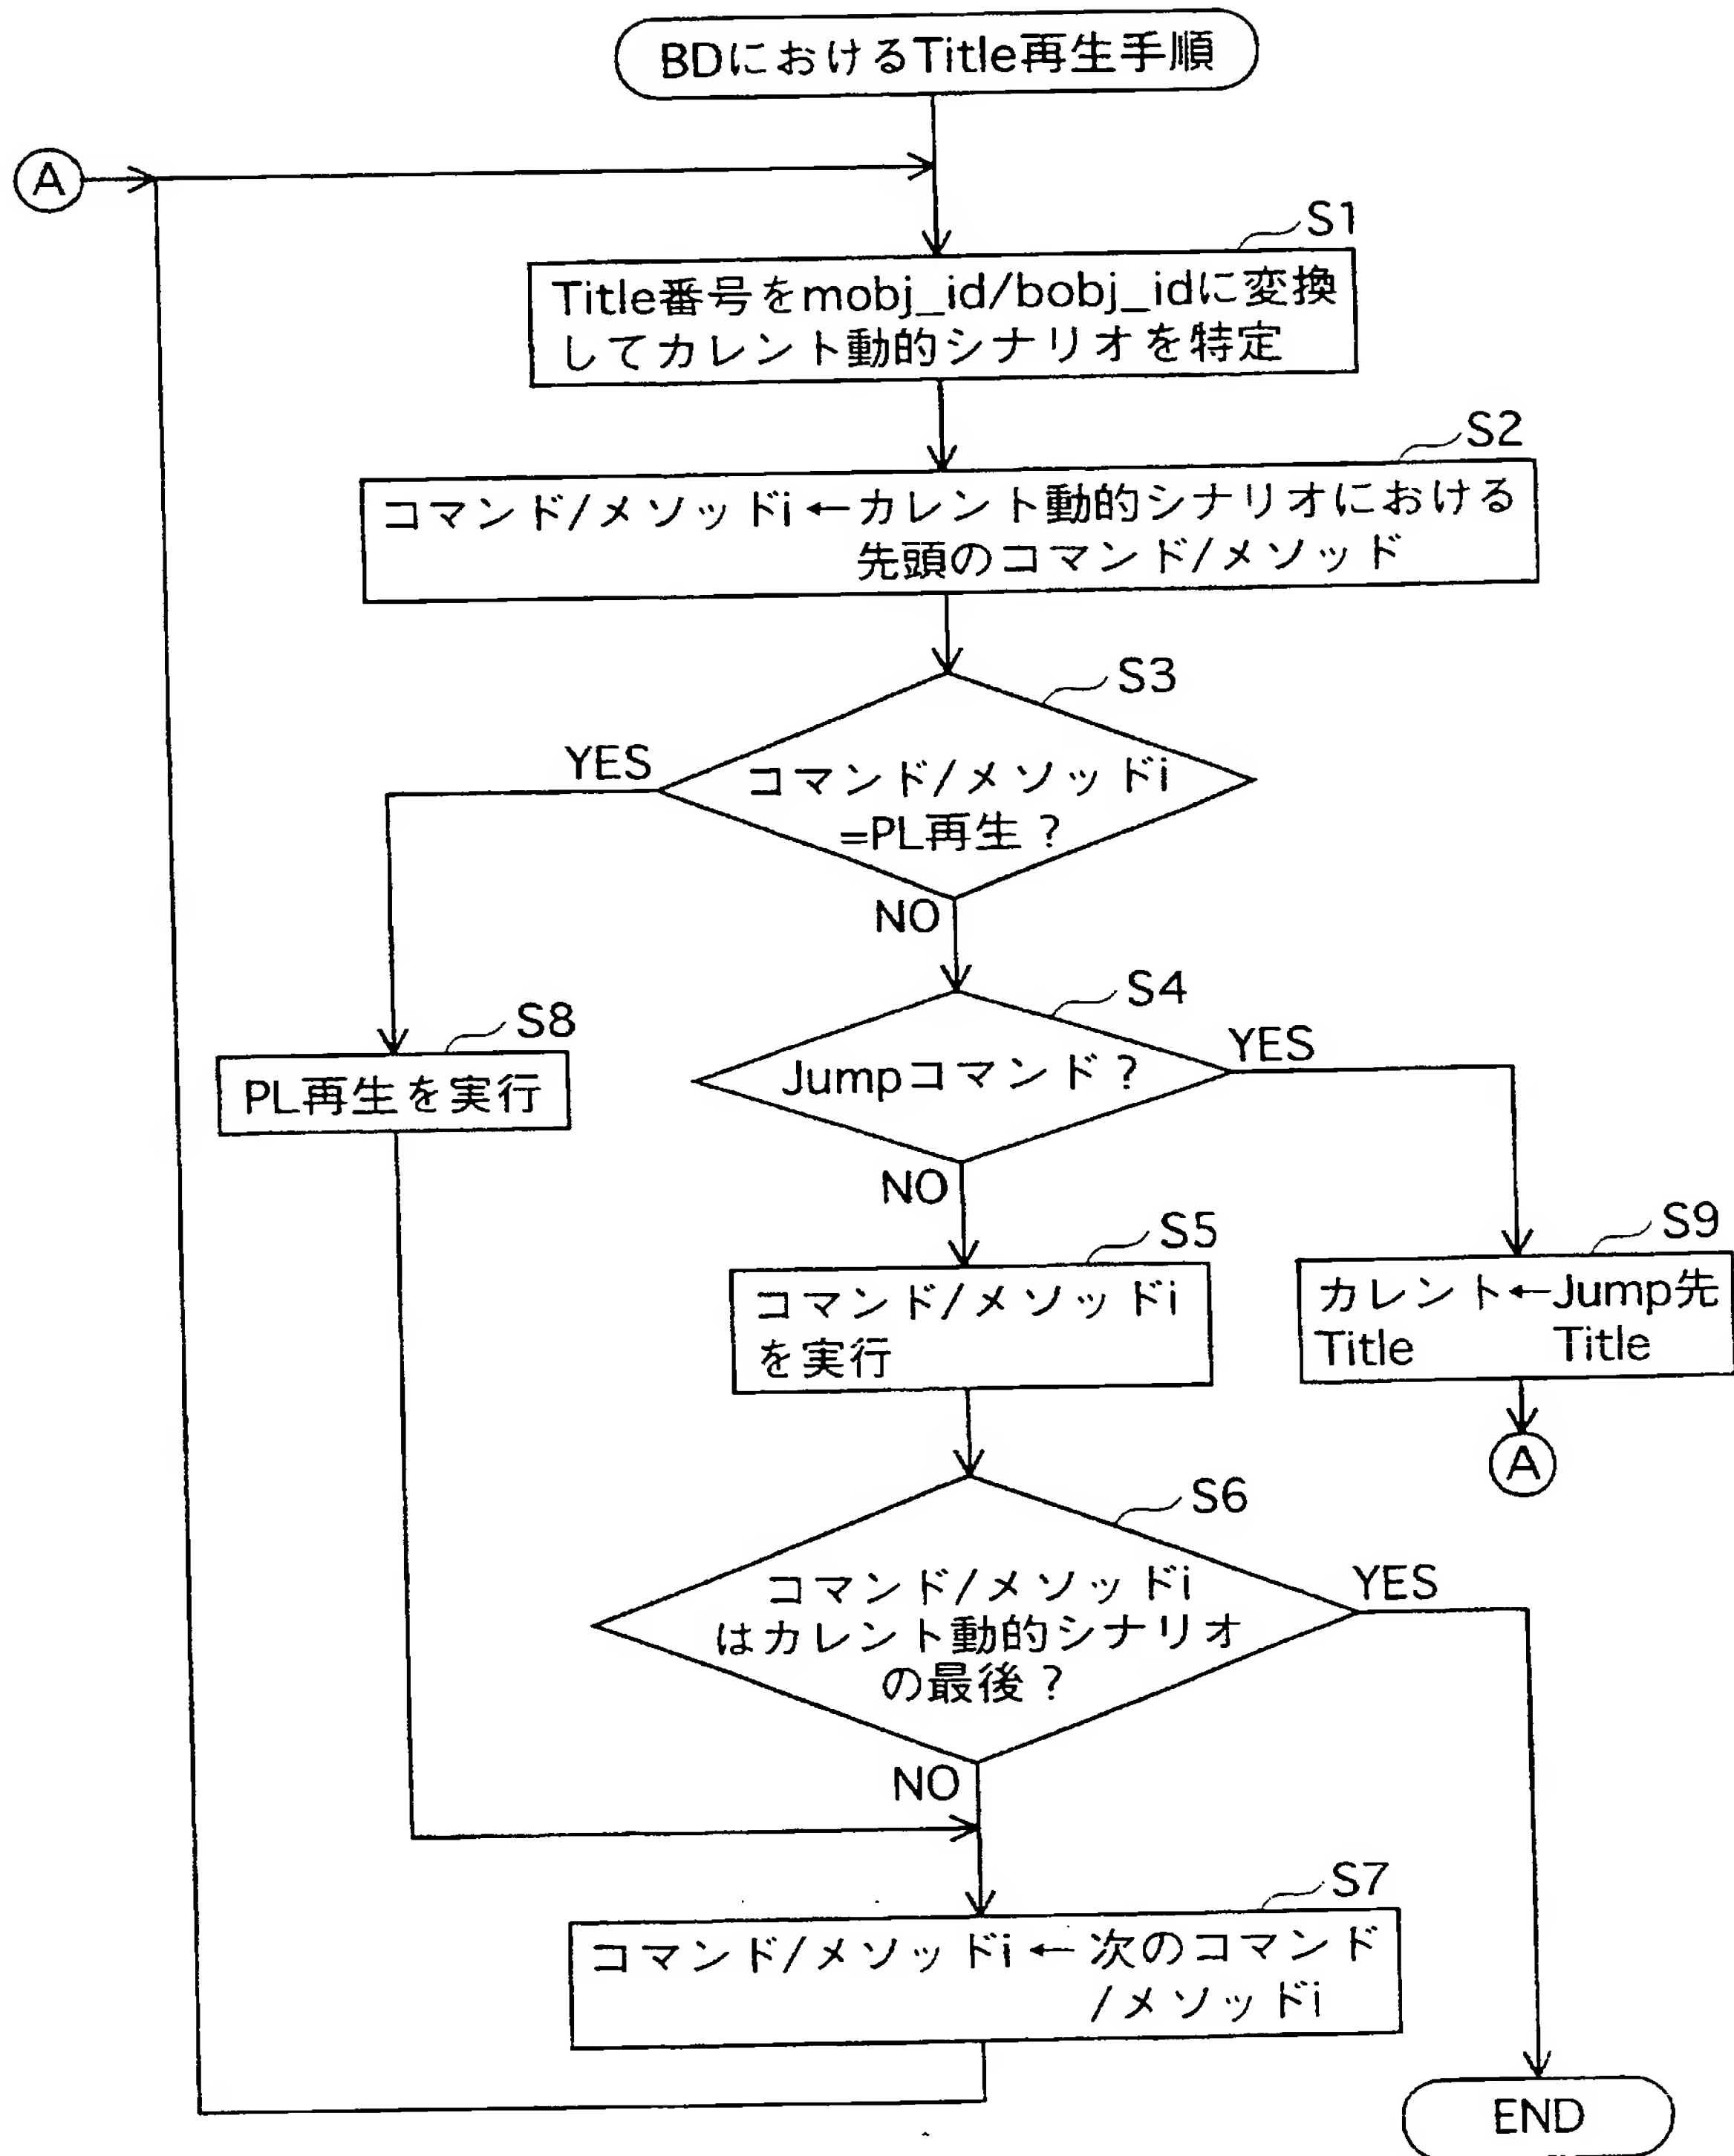 BDにおけるTitle再生手順
A
S1
Title番号をmobj_id/bobj_idに変換
してカレント動的シナリオを特定
S2
コマンド/メソッドi←カレント動的シナリオにおける
先頭のコマンド/メソッド
S3
YES
コマンド/メソッドi
=PL再生？
NO
S4
YES
Jumpコマンド？
S8
PL再生を実行
NO
S5
コマンド/メソッドi
を実行
S9
カレント←Jump先
Title Title
A
S6
YES
コマンド/メソッドi
はカレント動的シナリオ
の最後？
NO
S7
コマンド/メソッドi← 次のコマンド
/メソッドi
END